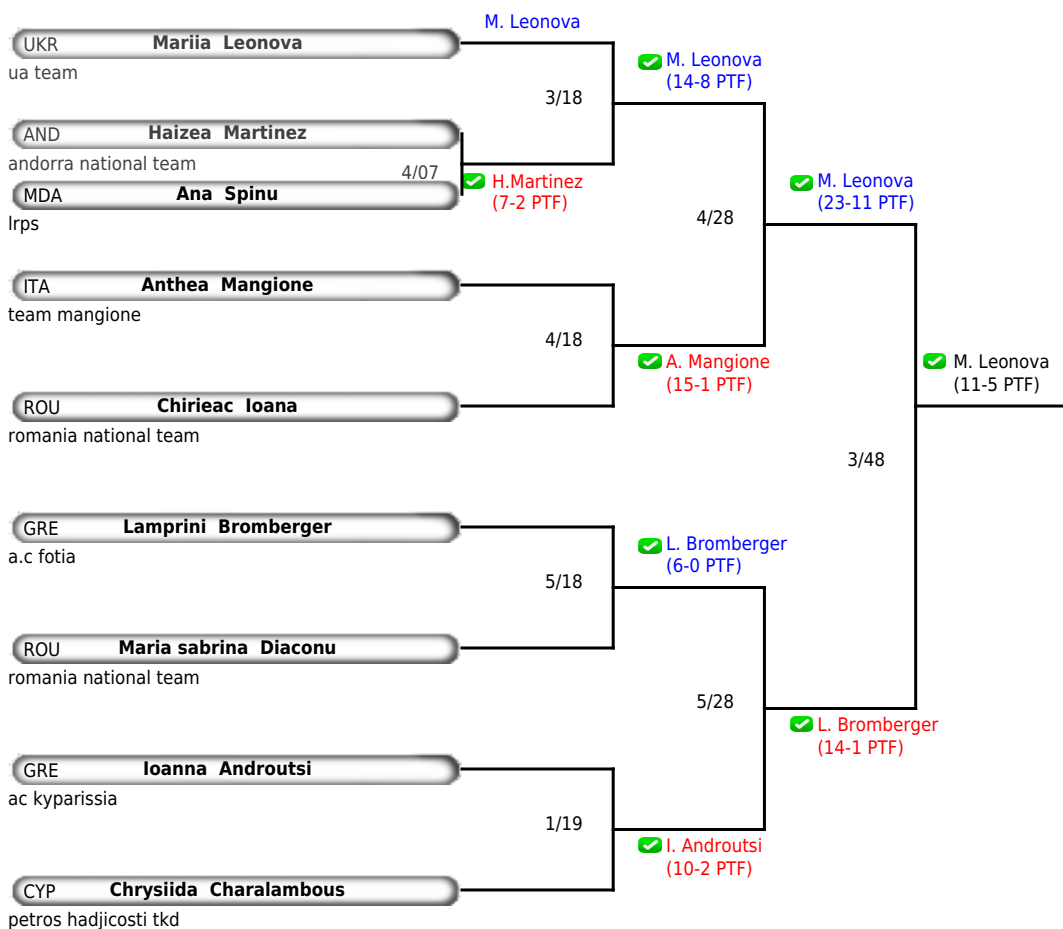 M. Leonova
UKR Mariia Leonova
ua team
M. Leonova
(14-8 PTF)
3/18
AND Haizea Martinez
andorra national team
4/07
H.Martinez
(7-2 PTF)
MDA Ana Spinu
lrps
M. Leonova
(23-11 PTF)
4/28
ITA Anthea Mangione
team mangione
4/18
A. Mangione
(15-1 PTF)
M. Leonova
(11-5 PTF)
ROU Chirieac Ioana
romania national team
3/48
GRE Lamprini Bromberger
a.c fotia
L. Bromberger
(6-0 PTF)
5/18
ROU Maria sabrina Diaconu
romania national team
5/28
L. Bromberger
(14-1 PTF)
GRE Ioanna Androutsi
ac kyparissia
1/19
I. Androutsi
(10-2 PTF)
CYP Chrysiida Charalambous
petros hadjicosti tkd